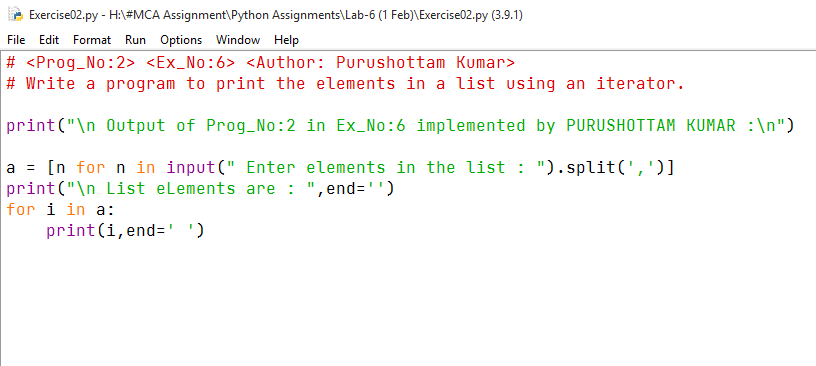 Exercise02.py - H:\#MCA Assignment\Python Assignments\Lab-6 (1 Feb)\Exercise02.py (3.9.1)
File Edit Format Run Options Window Help
# <Prog_No:2> <Ex_No:6> <Author: Purushottam Kumar>
# Write a program to print the elements in a list using an iterator.
print("\n Output of Prog_No:2 in Ex_No:6 implemented by PURUSHOTTAM KUMAR :\n")
a = [n for n in input(" Enter elements in the list : ").split(',')]
print("\n List eLements are : ",end='')
for i in a:
    print(i,end=' ')